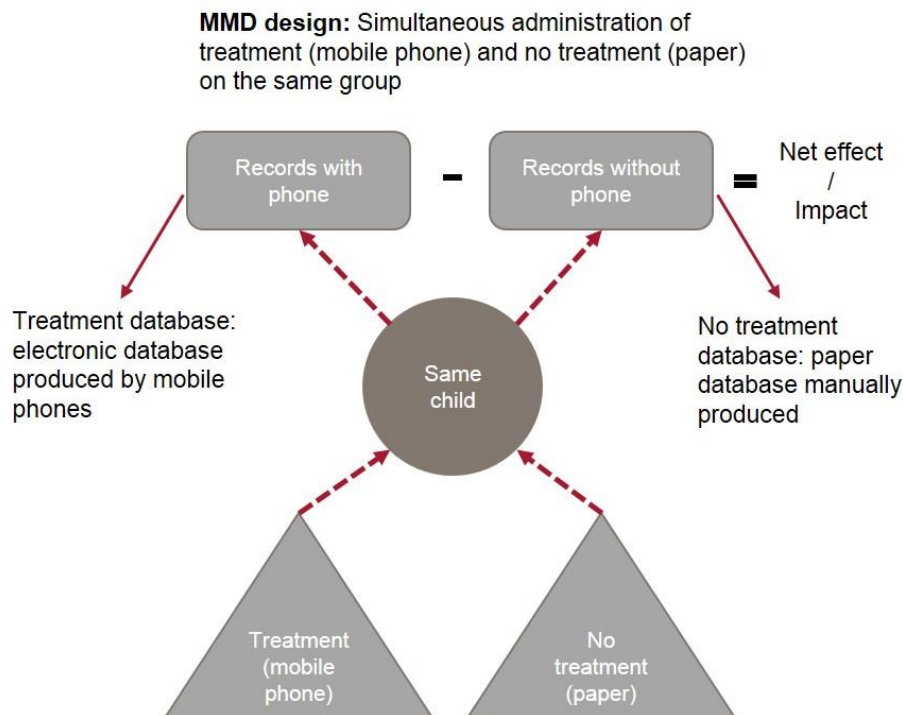 MMD design: Simultaneous administration of
treatment (mobile phone) and no treatment (paper)
on the same group
Records with
phone
-
Records without
phone
=
Net effect
/
Impact
Treatment database:
electronic database
produced by mobile
phones
Same
child
No treatment
database: paper
database manually
produced
Treatment
(mobile
phone)
No
treatment
(paper)